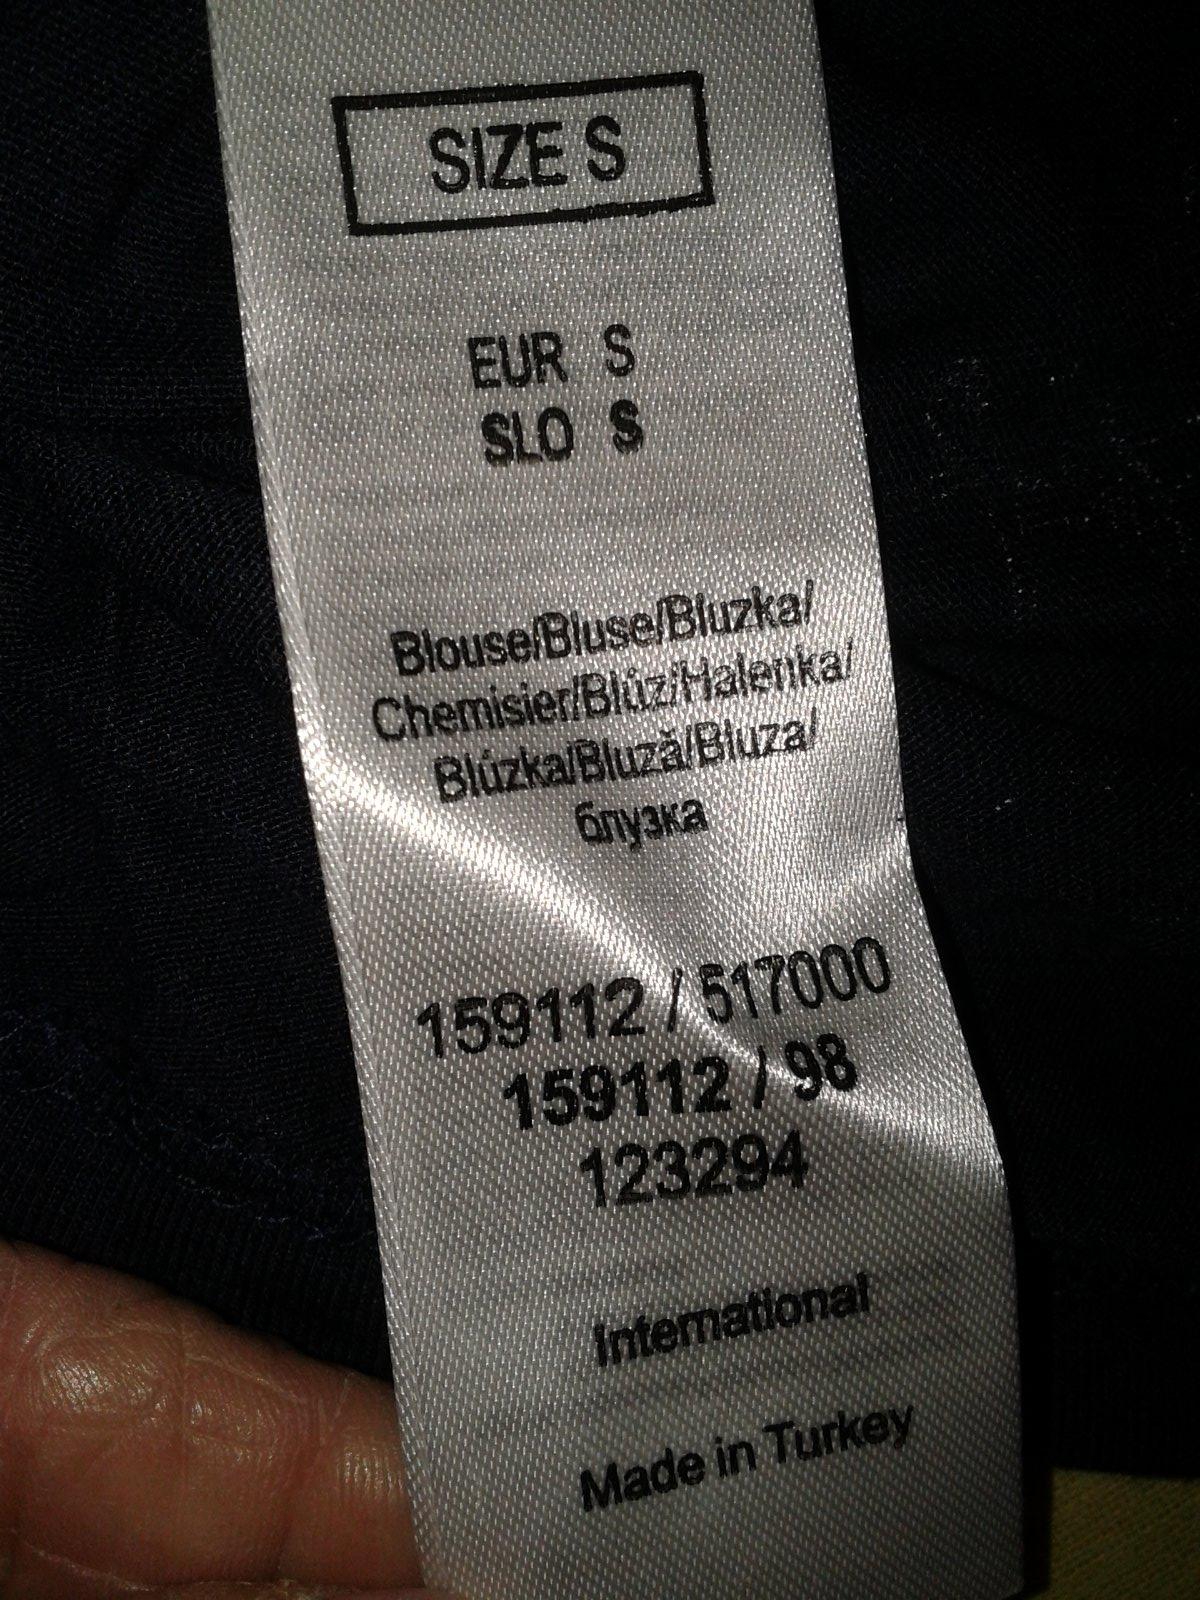 SIZE S
EUR S
SLO S
Blouse/Bluse/Bluzka/
Chemisier/Blúz/Halenka/
Blúzka/Bluză/Bluza/
блузка
159112 / 517000
159112 / 98
123294
International
Made in Turkey